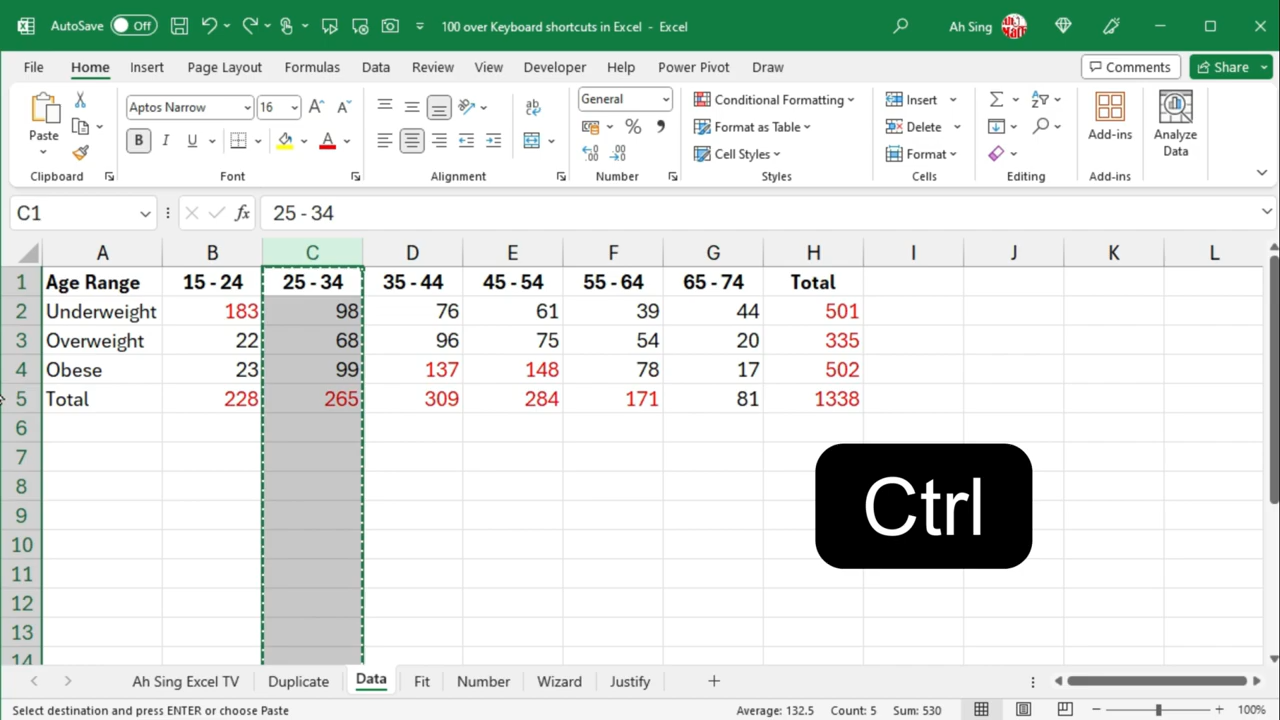 AutoSave Off 100 over Keyboard shortcuts in Excel - Excel Ah Sing
File Home Insert Page Layout Formulas Data Review View Developer Help Power Pivot Draw Comments Share
Paste
Clipboard
Aptos Narrow 16
B I U A
Font
ab
Alignment
General
% 9
Number
Conditional Formatting
Format as Table
Cell Styles
Styles
Insert
Delete
Format
Cells
Editing
Add-ins
Add-ins
Analyze
Data
C1 fx 25 - 34
A B C D E F G H I J K L
1 Age Range 15 - 24 25 - 34 35 - 44 45 - 54 55 - 64 65 - 74 Total
2 Underweight 183 98 76 61 39 44 501
3 Overweight 22 68 96 75 54 20 335
4 Obese 23 99 137 148 78 17 502
5 Total 228 265 309 284 171 81 1338
6
7
8
9
10
11
12
13
14
Ctrl
Ah Sing Excel TV Duplicate Data Fit Number Wizard Justify
Select destination and press ENTER or choose Paste Average: 132.5 Count: 5 Sum: 530 100%